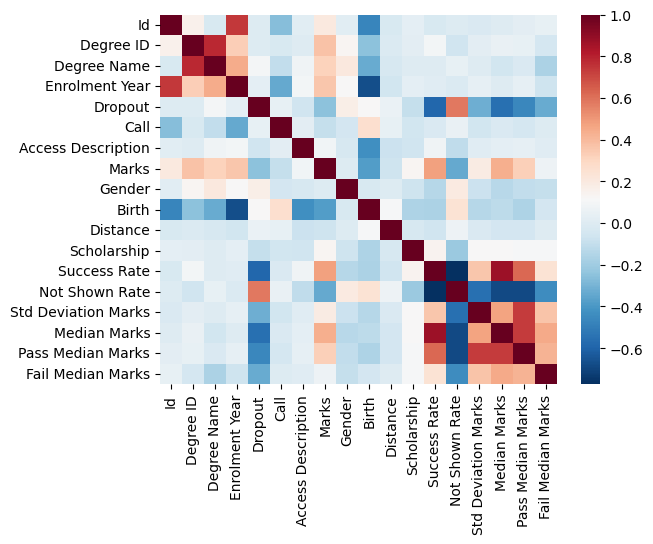 Id
Degree ID
Degree Name
Enrolment Year
Dropout
Call
Access Description
Marks
Gender
Birth
Distance
Scholarship
Success Rate
Not Shown Rate
Std Deviation Marks
Median Marks
Pass Median Marks
Fail Median Marks
Id
Degree ID
Degree Name
Enrolment Year
Dropout
Call
Access Description
Marks
Gender
Birth
Distance
Scholarship
Success Rate
Not Shown Rate
Std Deviation Marks
Median Marks
Pass Median Marks
Fail Median Marks
1.0
0.8
0.6
0.4
0.2
0.0
−0.2
−0.4
−0.6